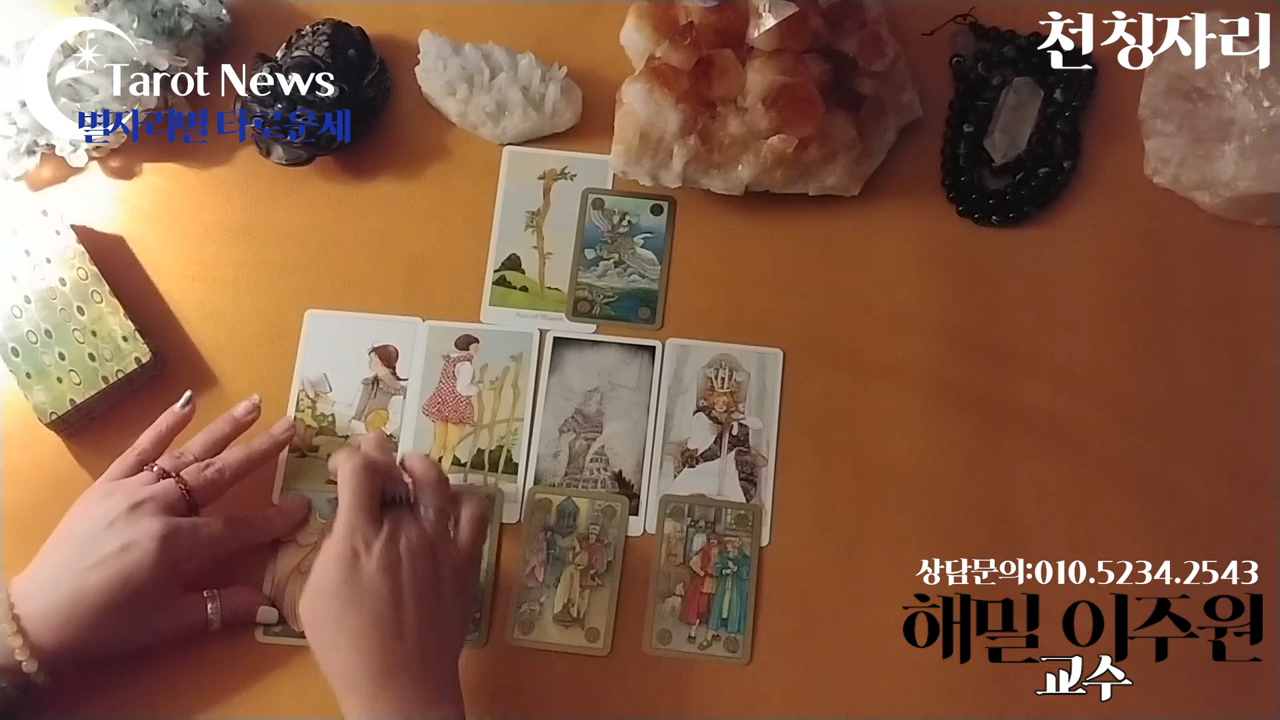 Tarot News
별자리별 타로운세
천칭자리
상담문의:010.5234.2543
해밀 이주원
교수